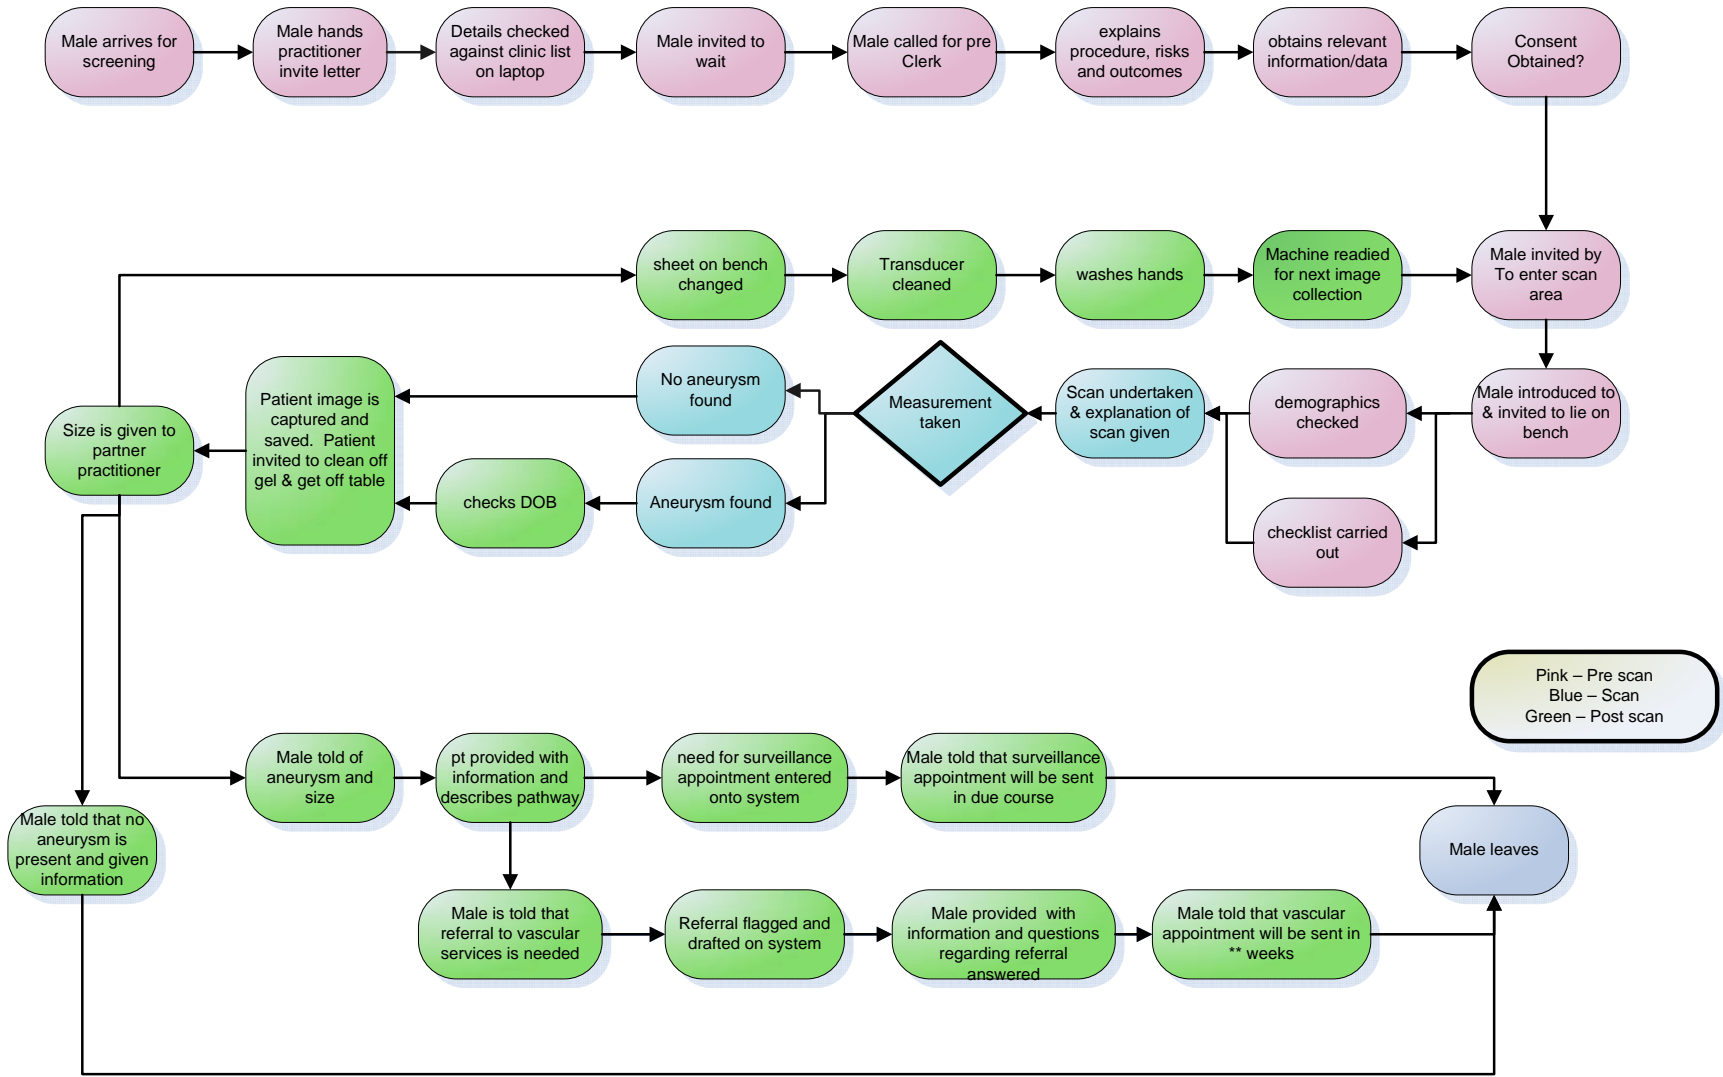 Male arrives for
screening
Male hands
practitioner
invite letter
Details checked
against clinic list
on laptop
Male invited to
wait
Male called for pre
Clerk
explains
procedure, risks
and outcomes
obtains relevant
information/data
Consent
Obtained?
sheet on bench
changed
Transducer
cleaned
washes hands
Machine readied
for next image
collection
Male invited by
To enter scan
area
Size is given to
partner
practitioner
Patient image is
captured and
saved.  Patient
invited to clean off
gel & get off table
No aneurysm
found
Measurement
taken
Scan undertaken
& explanation of
scan given
demographics
checked
Male introduced to
& invited to lie on
bench
checks DOB
Aneurysm found
checklist carried
out
Pink – Pre scan
Blue – Scan
Green – Post scan
Male told of
aneurysm and
size
pt provided with
information and
describes pathway
need for surveillance
appointment entered
onto system
Male told that surveillance
appointment will be sent
in due course
Male told that no
aneurysm is
present and given
information
Male leaves
Male is told that
referral to vascular
services is needed
Referral flagged and
drafted on system
Male provided  with
information and questions
regarding referral
answered
Male told that vascular
appointment will be sent in
** weeks